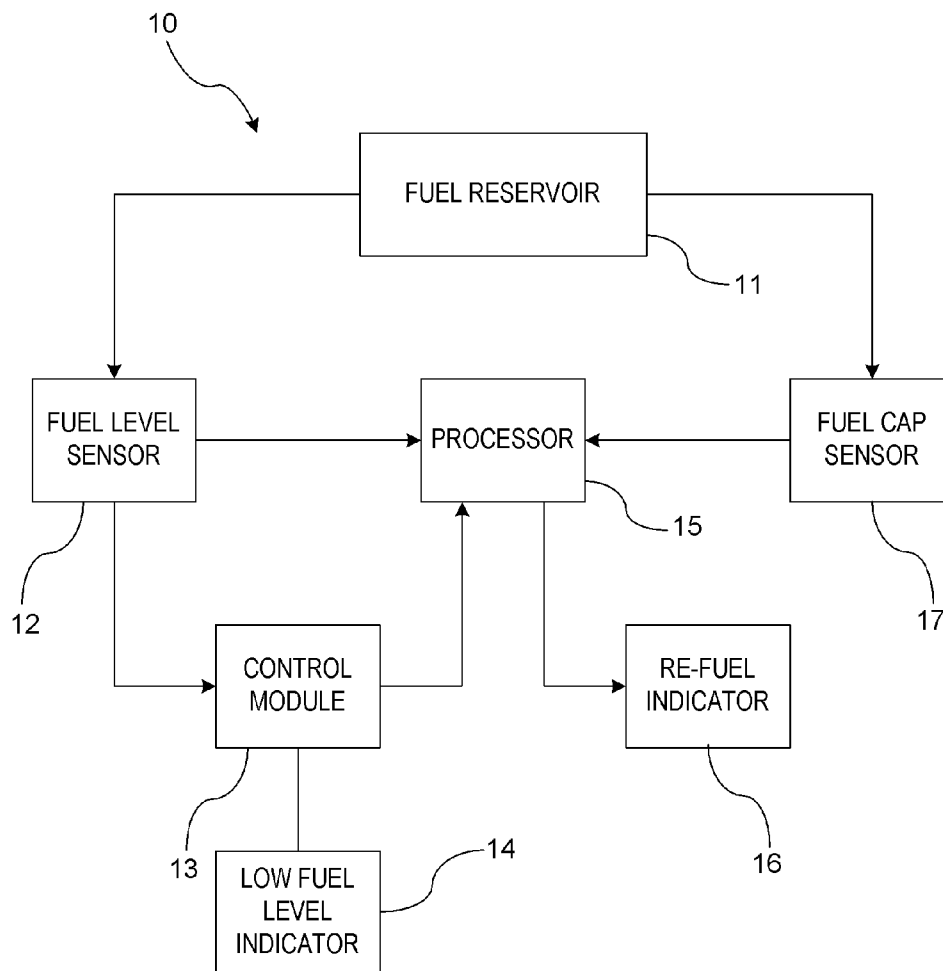 10
FUEL RESERVOIR
11
FUEL LEVEL
SENSOR
PROCESSOR
FUEL CAP
SENSOR
12
15
17
CONTROL
MODULE
RE-FUEL
INDICATOR
13
14
16
LOW FUEL
LEVEL
INDICATOR